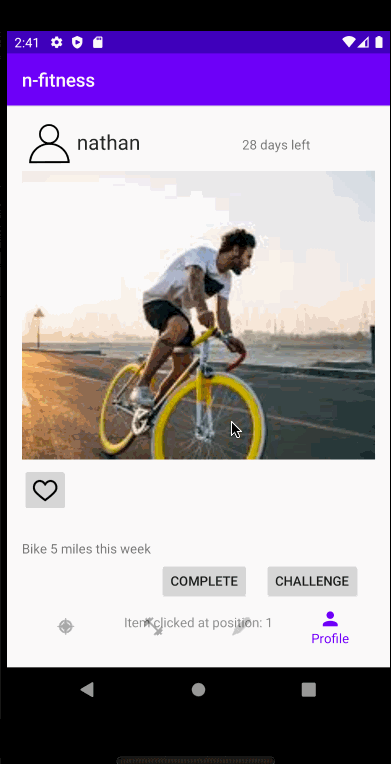 2:41
n-fitness
nathan
28 days left
Bike 5 miles this week
COMPLETE
CHALLENGE
Item clicked at position: 1
Profile